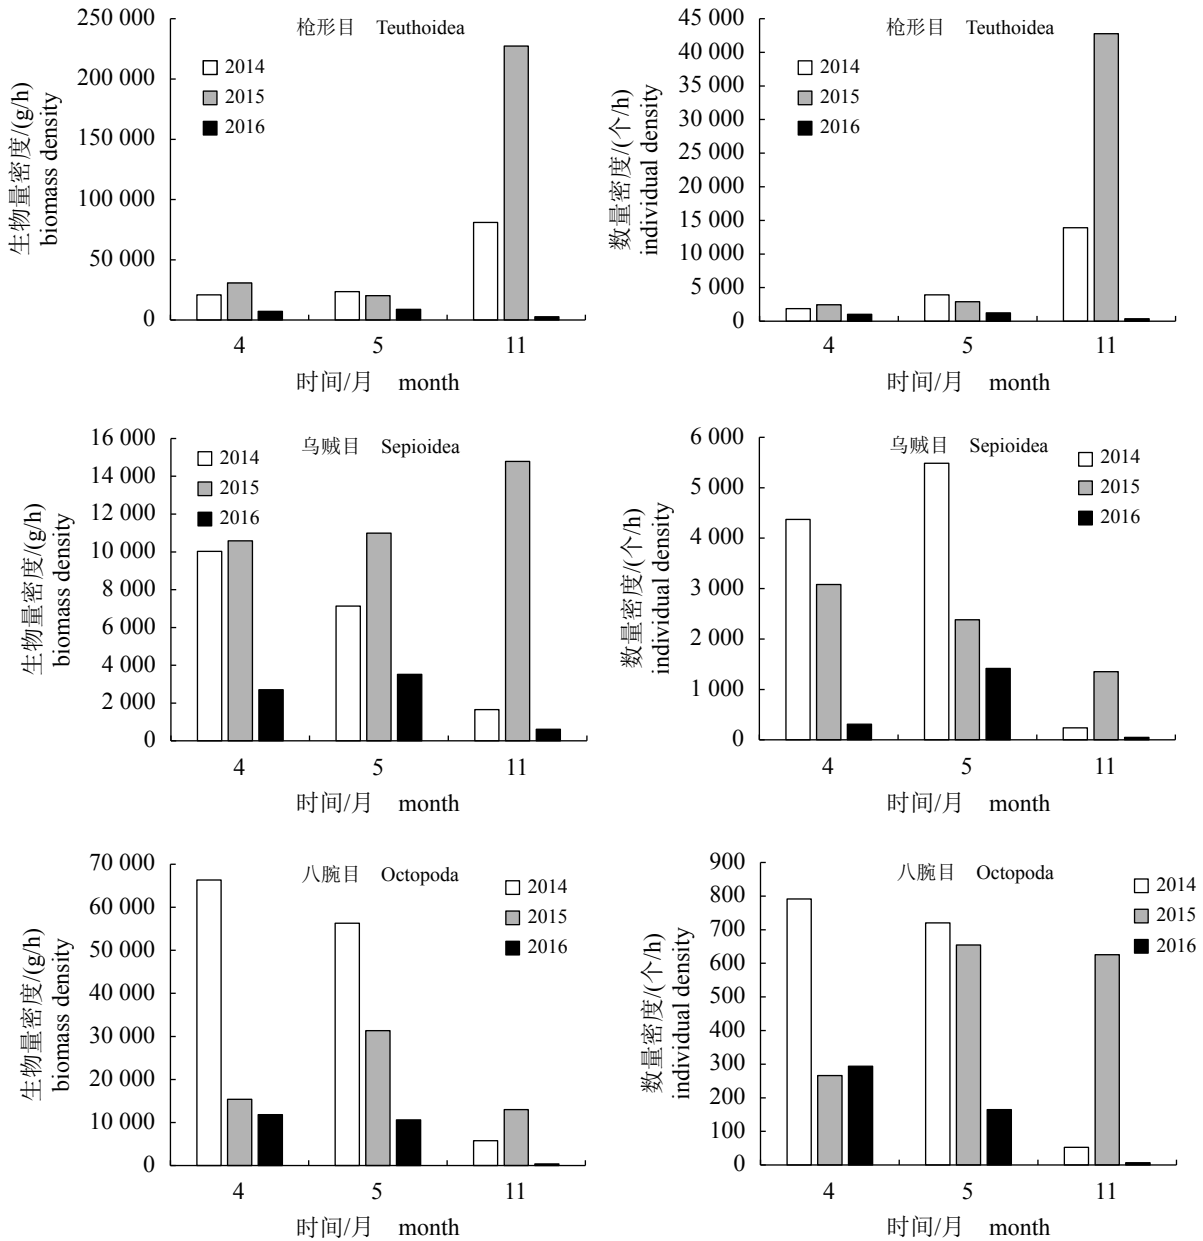 枪形目 Teuthoidea
生物量密度/(g/h)
biomass density
250 000
200 000
150 000
100 000
50 000
0
2014
2015
2016
4 5 11
时间/月 month
枪形目 Teuthoidea
数量密度/(个/h)
individual density
45 000
40 000
35 000
30 000
25 000
20 000
15 000
10 000
5 000
0
2014
2015
2016
4 5 11
时间/月 month
乌贼目 Sepioidea
生物量密度/(g/h)
biomass density
16 000
14 000
12 000
10 000
8 000
6 000
4 000
2 000
0
2014
2015
2016
4 5 11
时间/月 month
乌贼目 Sepioidea
数量密度/(个/h)
individual density
6 000
5 000
4 000
3 000
2 000
1 000
0
2014
2015
2016
4 5 11
时间/月 month
八腕目 Octopoda
生物量密度/(g/h)
biomass density
70 000
60 000
50 000
40 000
30 000
20 000
10 000
0
2014
2015
2016
4 5 11
时间/月 month
八腕目 Octopoda
数量密度/(个/h)
individual density
900
800
700
600
500
400
300
200
100
0
2014
2015
2016
4 5 11
时间/月 month